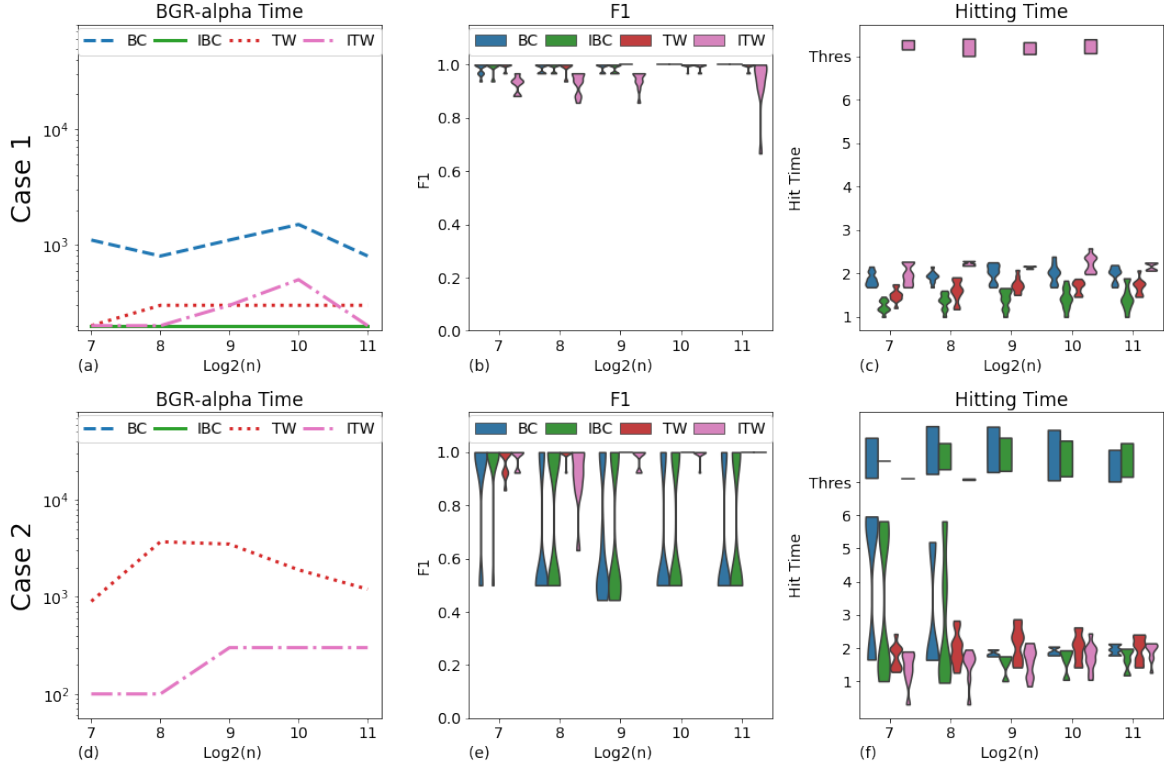 BGR-alpha Time
F1
Hitting Time
BC IBC TW ITW
BC IBC TW ITW
Case 1
10^4
10^3
7 8 9 10 11
(a) Log2(n)
F1
1.0
0.8
0.6
0.4
0.2
0.0
7 8 9 10 11
(b) Log2(n)
Hit Time
Thres
6
5
4
3
2
1
7 8 9 10 11
(c) Log2(n)
BGR-alpha Time
F1
Hitting Time
BC IBC TW ITW
BC IBC TW ITW
Case 2
10^4
10^3
10^2
7 8 9 10 11
(d) Log2(n)
F1
1.0
0.8
0.6
0.4
0.2
0.0
7 8 9 10 11
(e) Log2(n)
Hit Time
Thres
6
5
4
3
2
1
7 8 9 10 11
(f) Log2(n)